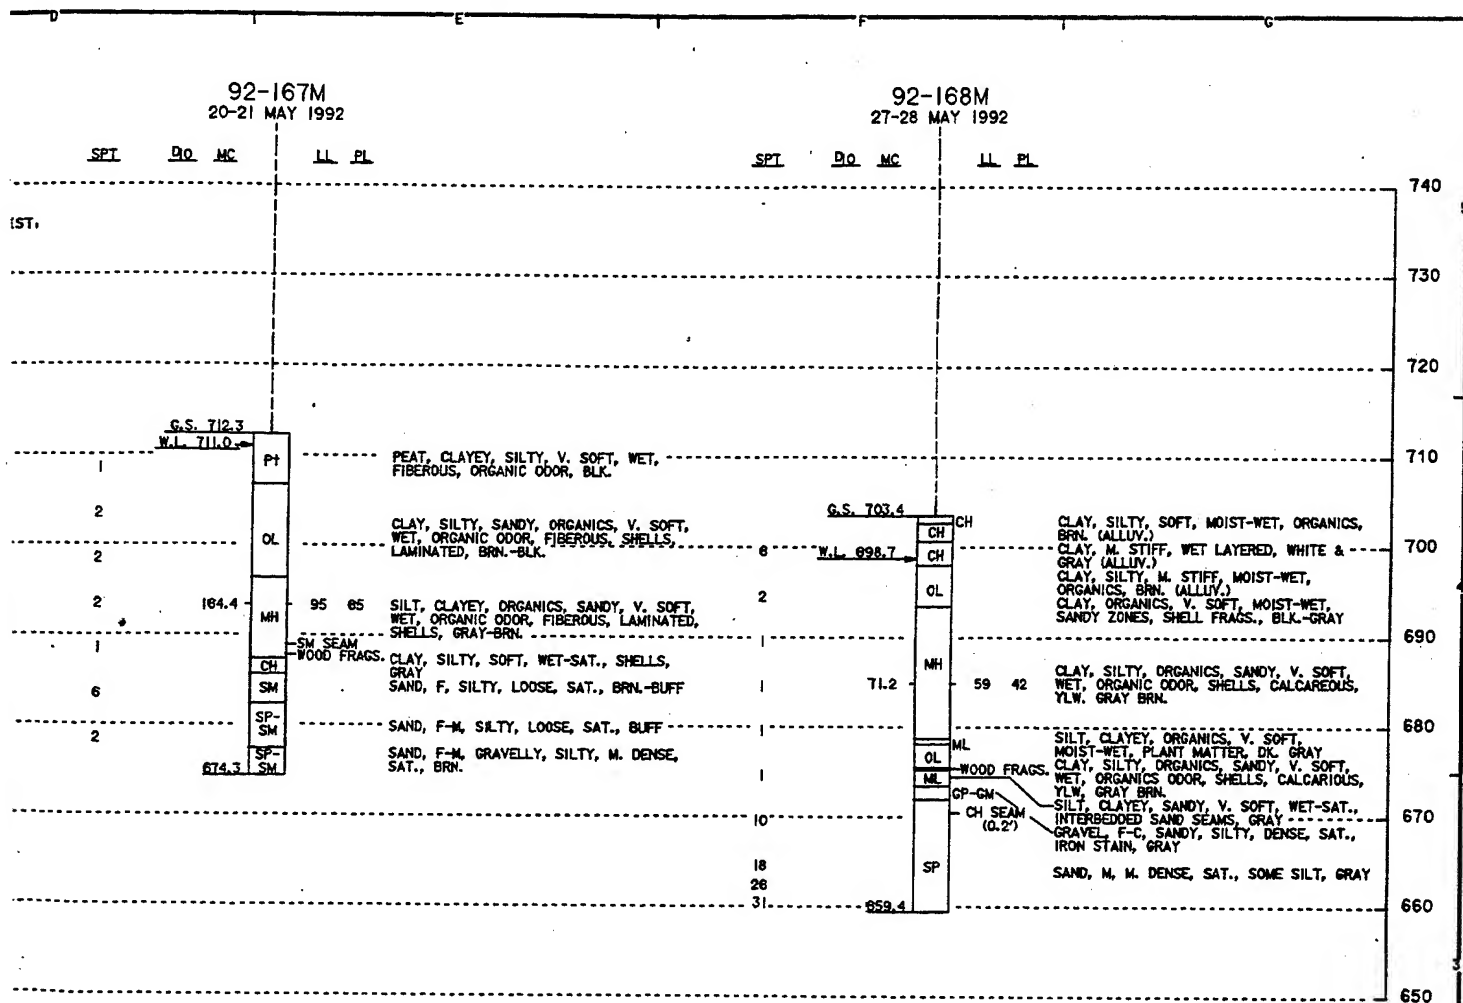 D E F G
92-167M
20-21 MAY 1992
SPT D10 MC LL PL
G.S. 712.3
W.L. 711.0
1
2
2
2
1
6
2
164.4
95 65
Pt
OL
MH
CH
SM
SP-
SM
SP-
SM
674.3
SM SEAM
WOOD FRAGS.
PEAT, CLAYEY, SILTY, V. SOFT, WET,
FIBEROUS, ORGANIC ODOR, BLK.
CLAY, SILTY, SANDY, ORGANICS, V. SOFT,
WET, ORGANIC ODOR, FIBEROUS, SHELLS,
LAMINATED, BRN.-BLK.
SILT, CLAYEY, ORGANICS, SANDY, V. SOFT,
WET, ORGANIC ODOR, FIBEROUS, LAMINATED,
SHELLS, GRAY-BRN.
CLAY, SILTY, SOFT, WET-SAT., SHELLS,
GRAY
SAND, F, SILTY, LOOSE, SAT., BRN.-BUFF
SAND, F-M, SILTY, LOOSE, SAT., BUFF
SAND, F-M, GRAVELLY, SILTY, M. DENSE,
SAT., BRN.
92-168M
27-28 MAY 1992
SPT D10 MC LL PL
G.S. 703.4
W.L. 698.7
6
2
1
1
1
1
10
18
26
31
71.2
59 42
CH
CH
CH
OL
MH
ML
OL
WOOD FRAGS.
ML
GP-GM
CH SEAM
(0.2')
SP
659.4
CLAY, SILTY, SOFT, MOIST-WET, ORGANICS,
BRN. (ALLUV.)
CLAY, M. STIFF, WET LAYERED, WHITE &
GRAY (ALLUV.)
CLAY, SILTY, M. STIFF, MOIST-WET,
ORGANICS, BRN. (ALLUV.)
CLAY, ORGANICS, V. SOFT, MOIST-WET,
SANDY ZONES, SHELL FRAGS., BLK.-GRAY
CLAY, SILTY, ORGANICS, SANDY, V. SOFT,
WET, ORGANIC ODOR, SHELLS, CALCAREOUS,
YLW. GRAY BRN.
SILT, CLAYEY, ORGANICS, V. SOFT,
MOIST-WET, PLANT MATTER, DK. GRAY
CLAY, SILTY, ORGANICS, SANDY, V. SOFT,
WET, ORGANICS ODOR, SHELLS, CALCARIOUS,
YLW. GRAY BRN.
SILT, CLAYEY, SANDY, V. SOFT, WET-SAT.,
INTERBEDDED SAND SEAMS, GRAY
GRAVEL, F-C, SANDY, SILTY, DENSE, SAT.,
IRON STAIN, GRAY
SAND, M, M. DENSE, SAT., SOME SILT, GRAY
740
730
720
710
700
690
680
670
660
650
4
3